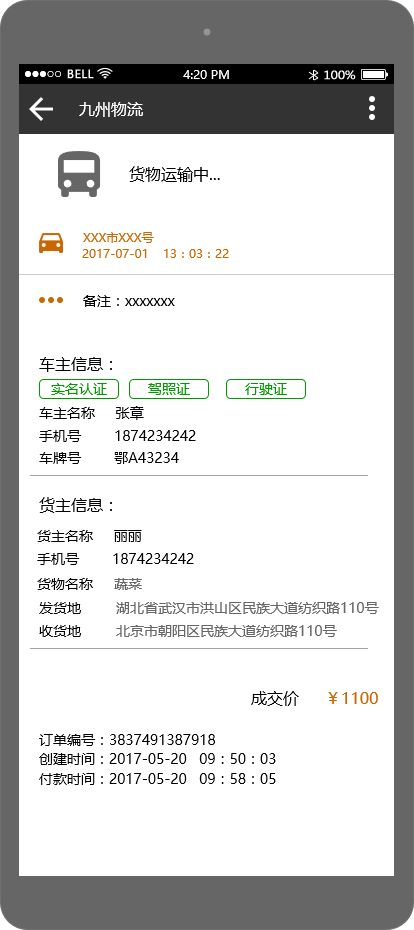 BELL 4:20 PM 100%
九州物流
货物运输中...
XXX市XXX号
2017-07-01 13：03：22
备注：xxxxxxx
车主信息：
实名认证 驾照证 行驶证
车主名称 张章
手机号 1874234242
车牌号 鄂A43234
货主信息：
货主名称 丽丽
手机号 1874234242
货物名称 蔬菜
发货地 湖北省武汉市洪山区民族大道纺织路110号
收货地 北京市朝阳区民族大道纺织路110号
成交价 ￥1100
订单编号：3837491387918
创建时间：2017-05-20 09：50：03
付款时间：2017-05-20 09：58：05